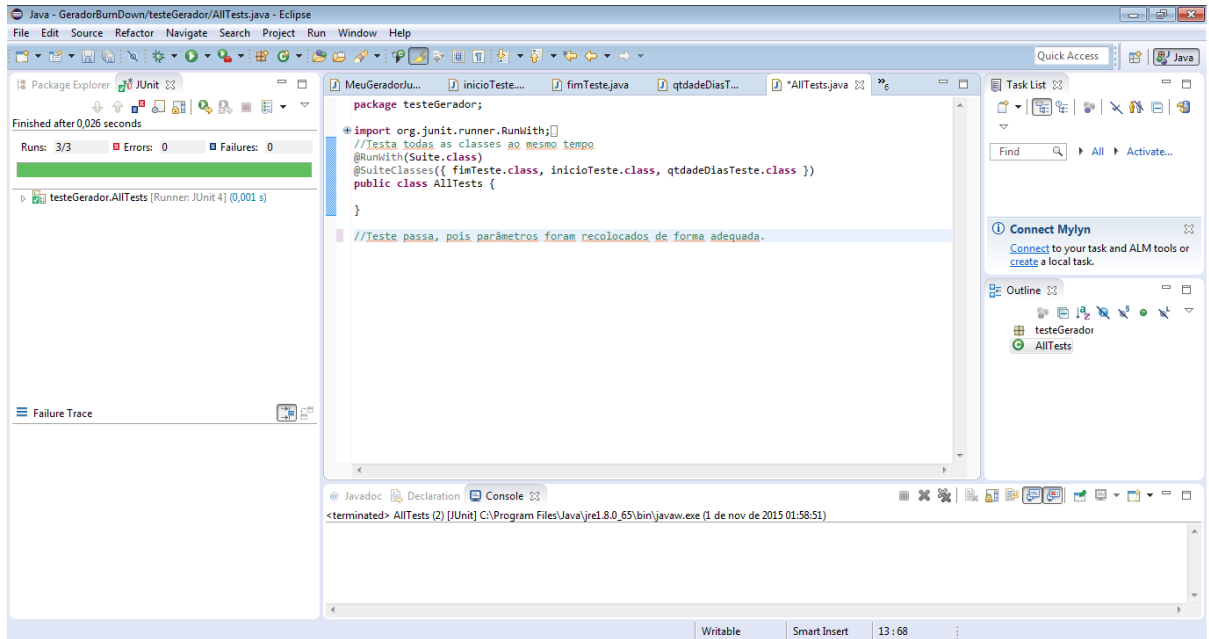 Java - GeradorBurnDown/testeGerador/AllTests.java - Eclipse
File Edit Source Refactor Navigate Search Project Run Window Help
Quick Access
Java
Package Explorer
JUnit
Finished after 0,026 seconds
Runs: 3/3
Errors: 0
Failures: 0
testeGerador.AllTests [Runner: JUnit 4] (0,001 s)
Failure Trace
MeuGeradorJu...
inicioTeste....
fimTeste.java
qtdadeDiasT...
*AllTests.java
»6
package testeGerador;
import org.junit.runner.RunWith;
//Testa todas as classes ao mesmo tempo
@RunWith(Suite.class)
@SuiteClasses({ fimTeste.class, inicioTeste.class, qtdadeDiasTeste.class })
public class AllTests {
}
//Teste passa, pois parâmetros foram recolocados de forma adequada.
Task List
Find
All
Activate...
Connect Mylyn
Connect to your task and ALM tools or
create a local task.
Outline
testeGerador
AllTests
@ Javadoc
Declaration
Console
<terminated> AllTests (2) [JUnit] C:\Program Files\Java\jre1.8.0_65\bin\javaw.exe (1 de nov de 2015 01:58:51)
Writable
Smart Insert
13 : 68